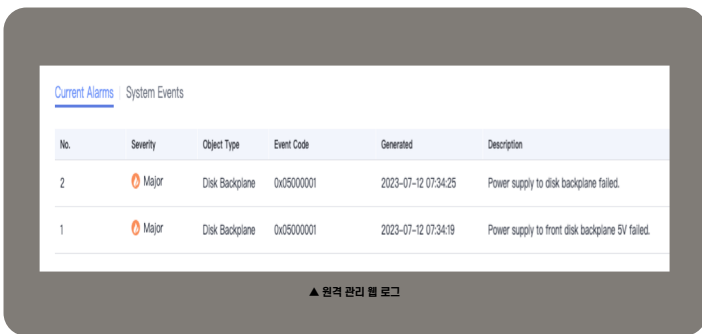 Current Alarms | System Events
No. Severity Object Type Event Code Generated Description
2 Major Disk Backplane 0x05000001 2023-07-12 07:34:25 Power supply to disk backplane failed.
1 Major Disk Backplane 0x05000001 2023-07-12 07:34:19 Power supply to front disk backplane 5V failed.
▲ 원격 관리 웹 로그